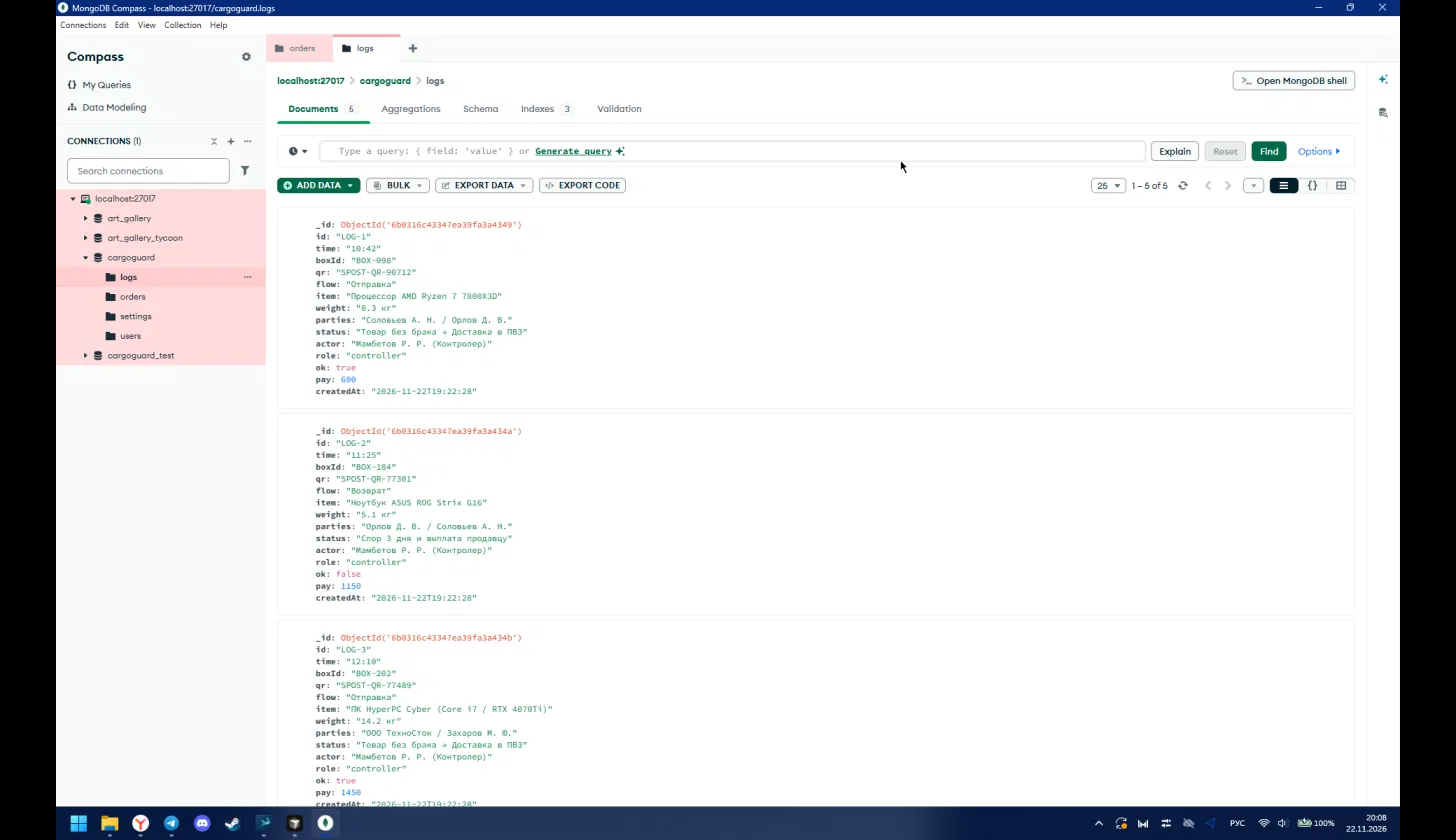 MongoDB Compass - localhost:27017/cargoguard.logs
Connections Edit View Collection Help
Compass
My Queries
Data Modeling
CONNECTIONS (1)
Search connections
localhost:27017
art_gallery
art_gallery_tycoon
cargoguard
logs
orders
settings
users
cargoguard_test
orders
logs
localhost:27017 > cargoguard > logs
Open MongoDB shell
Documents 5 Aggregations Schema Indexes 3 Validation
Type a query: { field: 'value' } or Generate query
Explain Reset Find Options
ADD DATA BULK EXPORT DATA EXPORT CODE
25 1 – 5 of 5
_id: ObjectId('6b0316c43347ea39fa3a4349')
id: "LOG-1"
time: "10:42"
boxId: "BOX-098"
qr: "5POST-QR-90712"
flow: "Отправка"
item: "Процессор AMD Ryzen 7 7800X3D"
weight: "0.3 кг"
parties: "Соловьев А. Н. / Орлов Д. В."
status: "Товар без брака → Доставка в ПВЗ"
actor: "Мамбетов Р. Р. (Контролер)"
role: "controller"
ok: true
pay: 600
createdAt: "2026-11-22T19:22:28"
_id: ObjectId('6b0316c43347ea39fa3a434a')
id: "LOG-2"
time: "11:25"
boxId: "BOX-184"
qr: "5POST-QR-77301"
flow: "Возврат"
item: "Ноутбук ASUS ROG Strix G16"
weight: "5.1 кг"
parties: "Орлов Д. В. / Соловьев А. Н."
status: "Спор 3 дня и выплата продавцу"
actor: "Мамбетов Р. Р. (Контролер)"
role: "controller"
ok: false
pay: 1150
createdAt: "2026-11-22T19:22:28"
_id: ObjectId('6b0316c43347ea39fa3a434b')
id: "LOG-3"
time: "12:10"
boxId: "BOX-202"
qr: "5POST-QR-77489"
flow: "Отправка"
item: "ПК HyperPC Cyber (Core i7 / RTX 4070Ti)"
weight: "14.2 кг"
parties: "ООО ТехноСток / Захаров М. Ю."
status: "Товар без брака → Доставка в ПВЗ"
actor: "Мамбетов Р. Р. (Контролер)"
role: "controller"
ok: true
pay: 1450
createdAt: "2026-11-22T19:22:28"
РУС 100% 20:08
22.11.2026